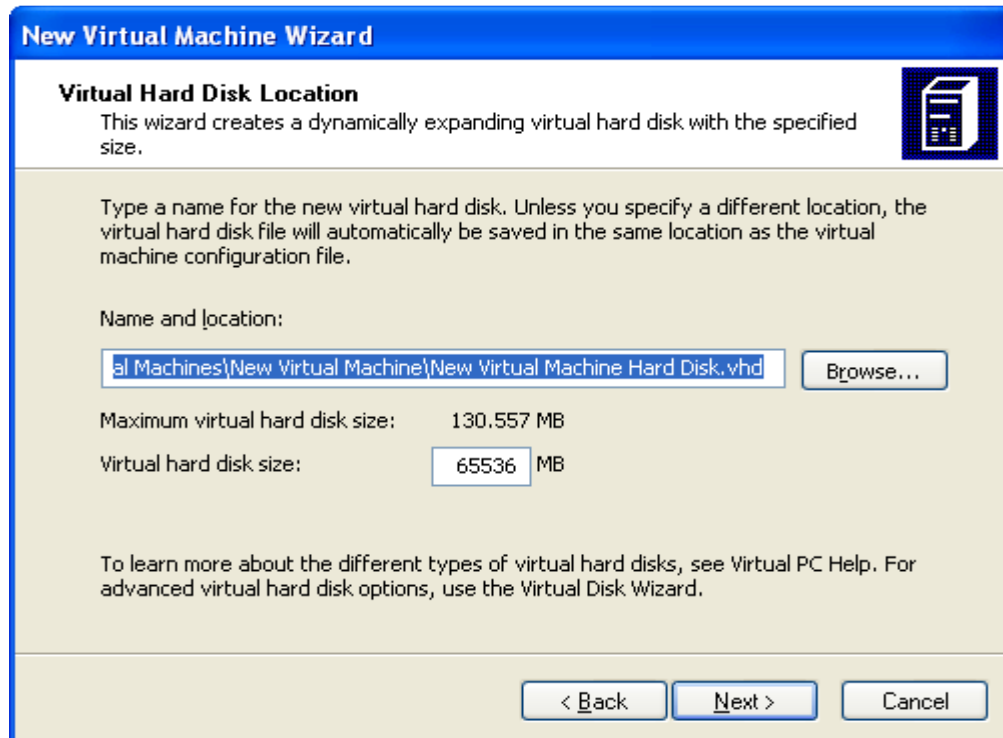 New Virtual Machine Wizard
Virtual Hard Disk Location
This wizard creates a dynamically expanding virtual hard disk with the specified
size.
Type a name for the new virtual hard disk. Unless you specify a different location, the
virtual hard disk file will automatically be saved in the same location as the virtual
machine configuration file.
Name and location:
al Machines\New Virtual Machine\New Virtual Machine Hard Disk.vhd
Browse...
Maximum virtual hard disk size: 130.557 MB
Virtual hard disk size: 65536 MB
To learn more about the different types of virtual hard disks, see Virtual PC Help. For
advanced virtual hard disk options, use the Virtual Disk Wizard.
< Back Next > Cancel